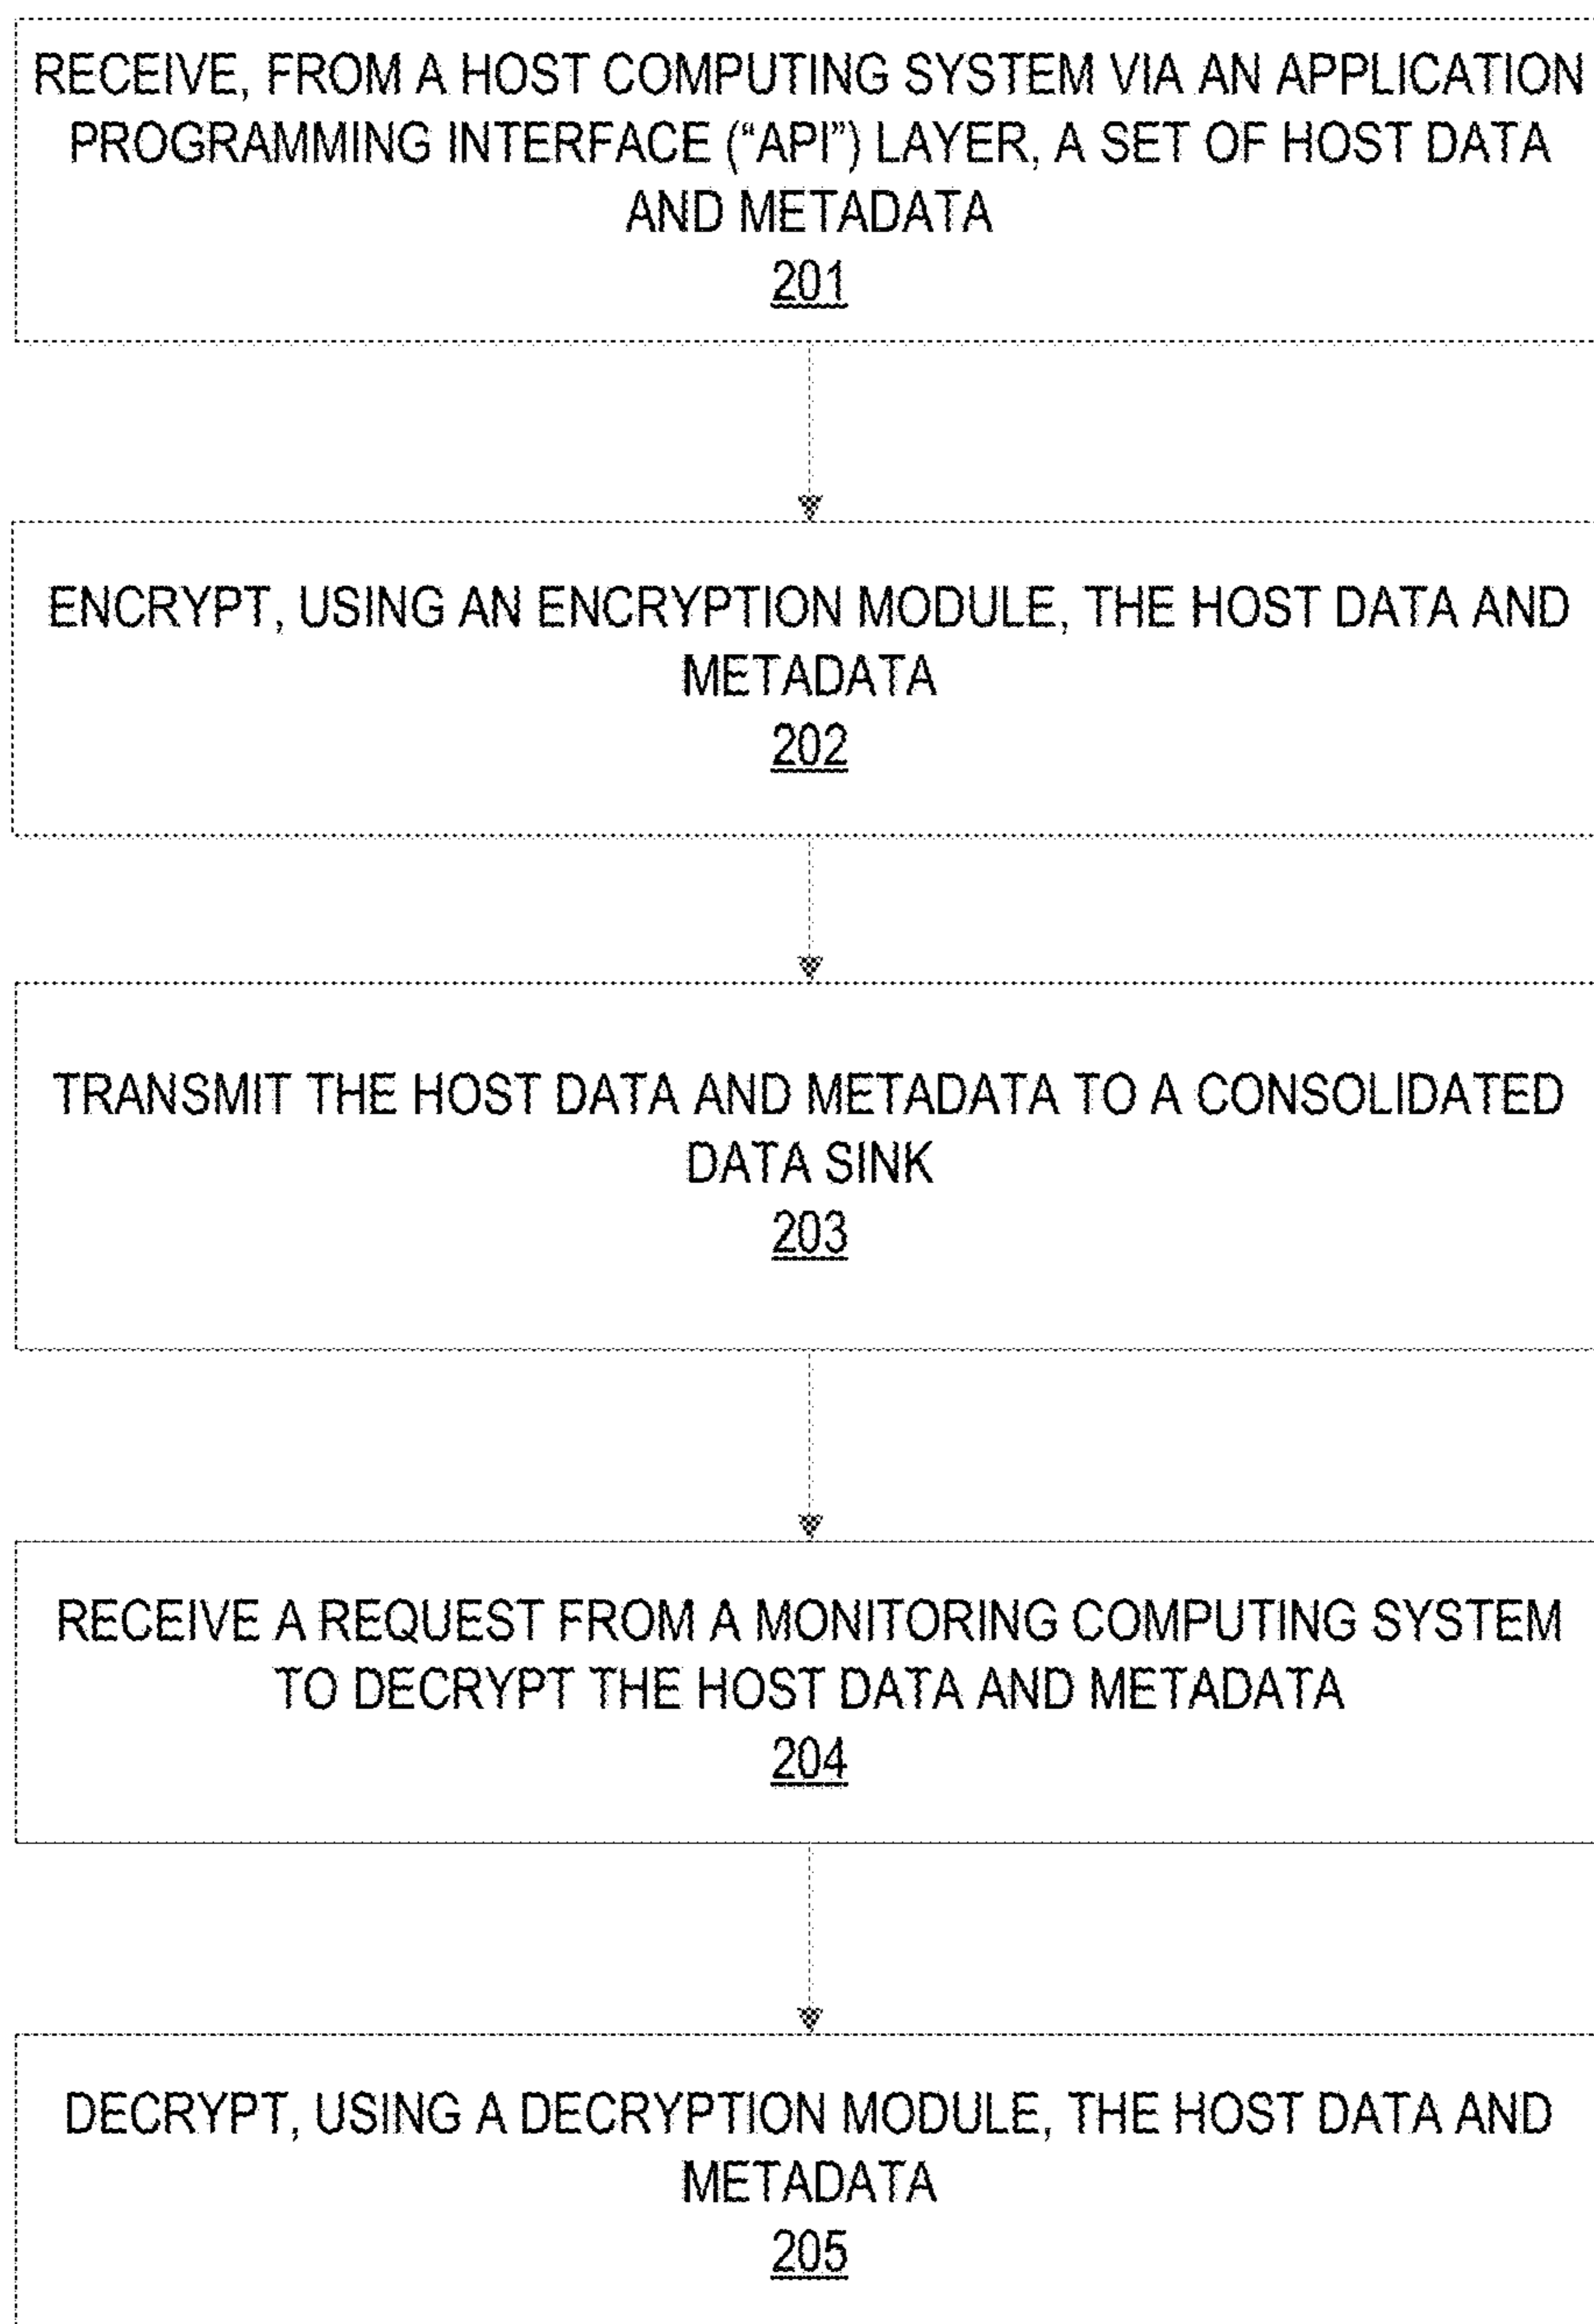 RECEIVE, FROM A HOST COMPUTING SYSTEM VIA AN APPLICATION
PROGRAMMING INTERFACE (“API”) LAYER, A SET OF HOST DATA
AND METADATA
201
ENCRYPT, USING AN ENCRYPTION MODULE, THE HOST DATA AND
METADATA
202
TRANSMIT THE HOST DATA AND METADATA TO A CONSOLIDATED
DATA SINK
203
RECEIVE A REQUEST FROM A MONITORING COMPUTING SYSTEM
TO DECRYPT THE HOST DATA AND METADATA
204
DECRYPT, USING A DECRYPTION MODULE, THE HOST DATA AND
METADATA
205